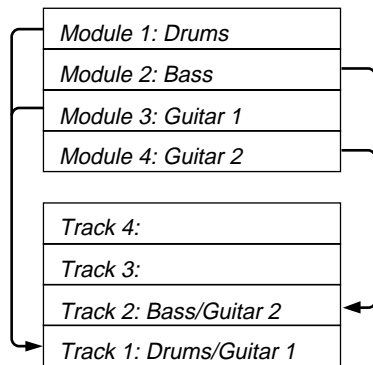 Module 1: Drums
Module 2: Bass
Module 3: Guitar 1
Module 4: Guitar 2
Track 4:
Track 3:
Track 2: Bass/Guitar 2
Track 1: Drums/Guitar 1